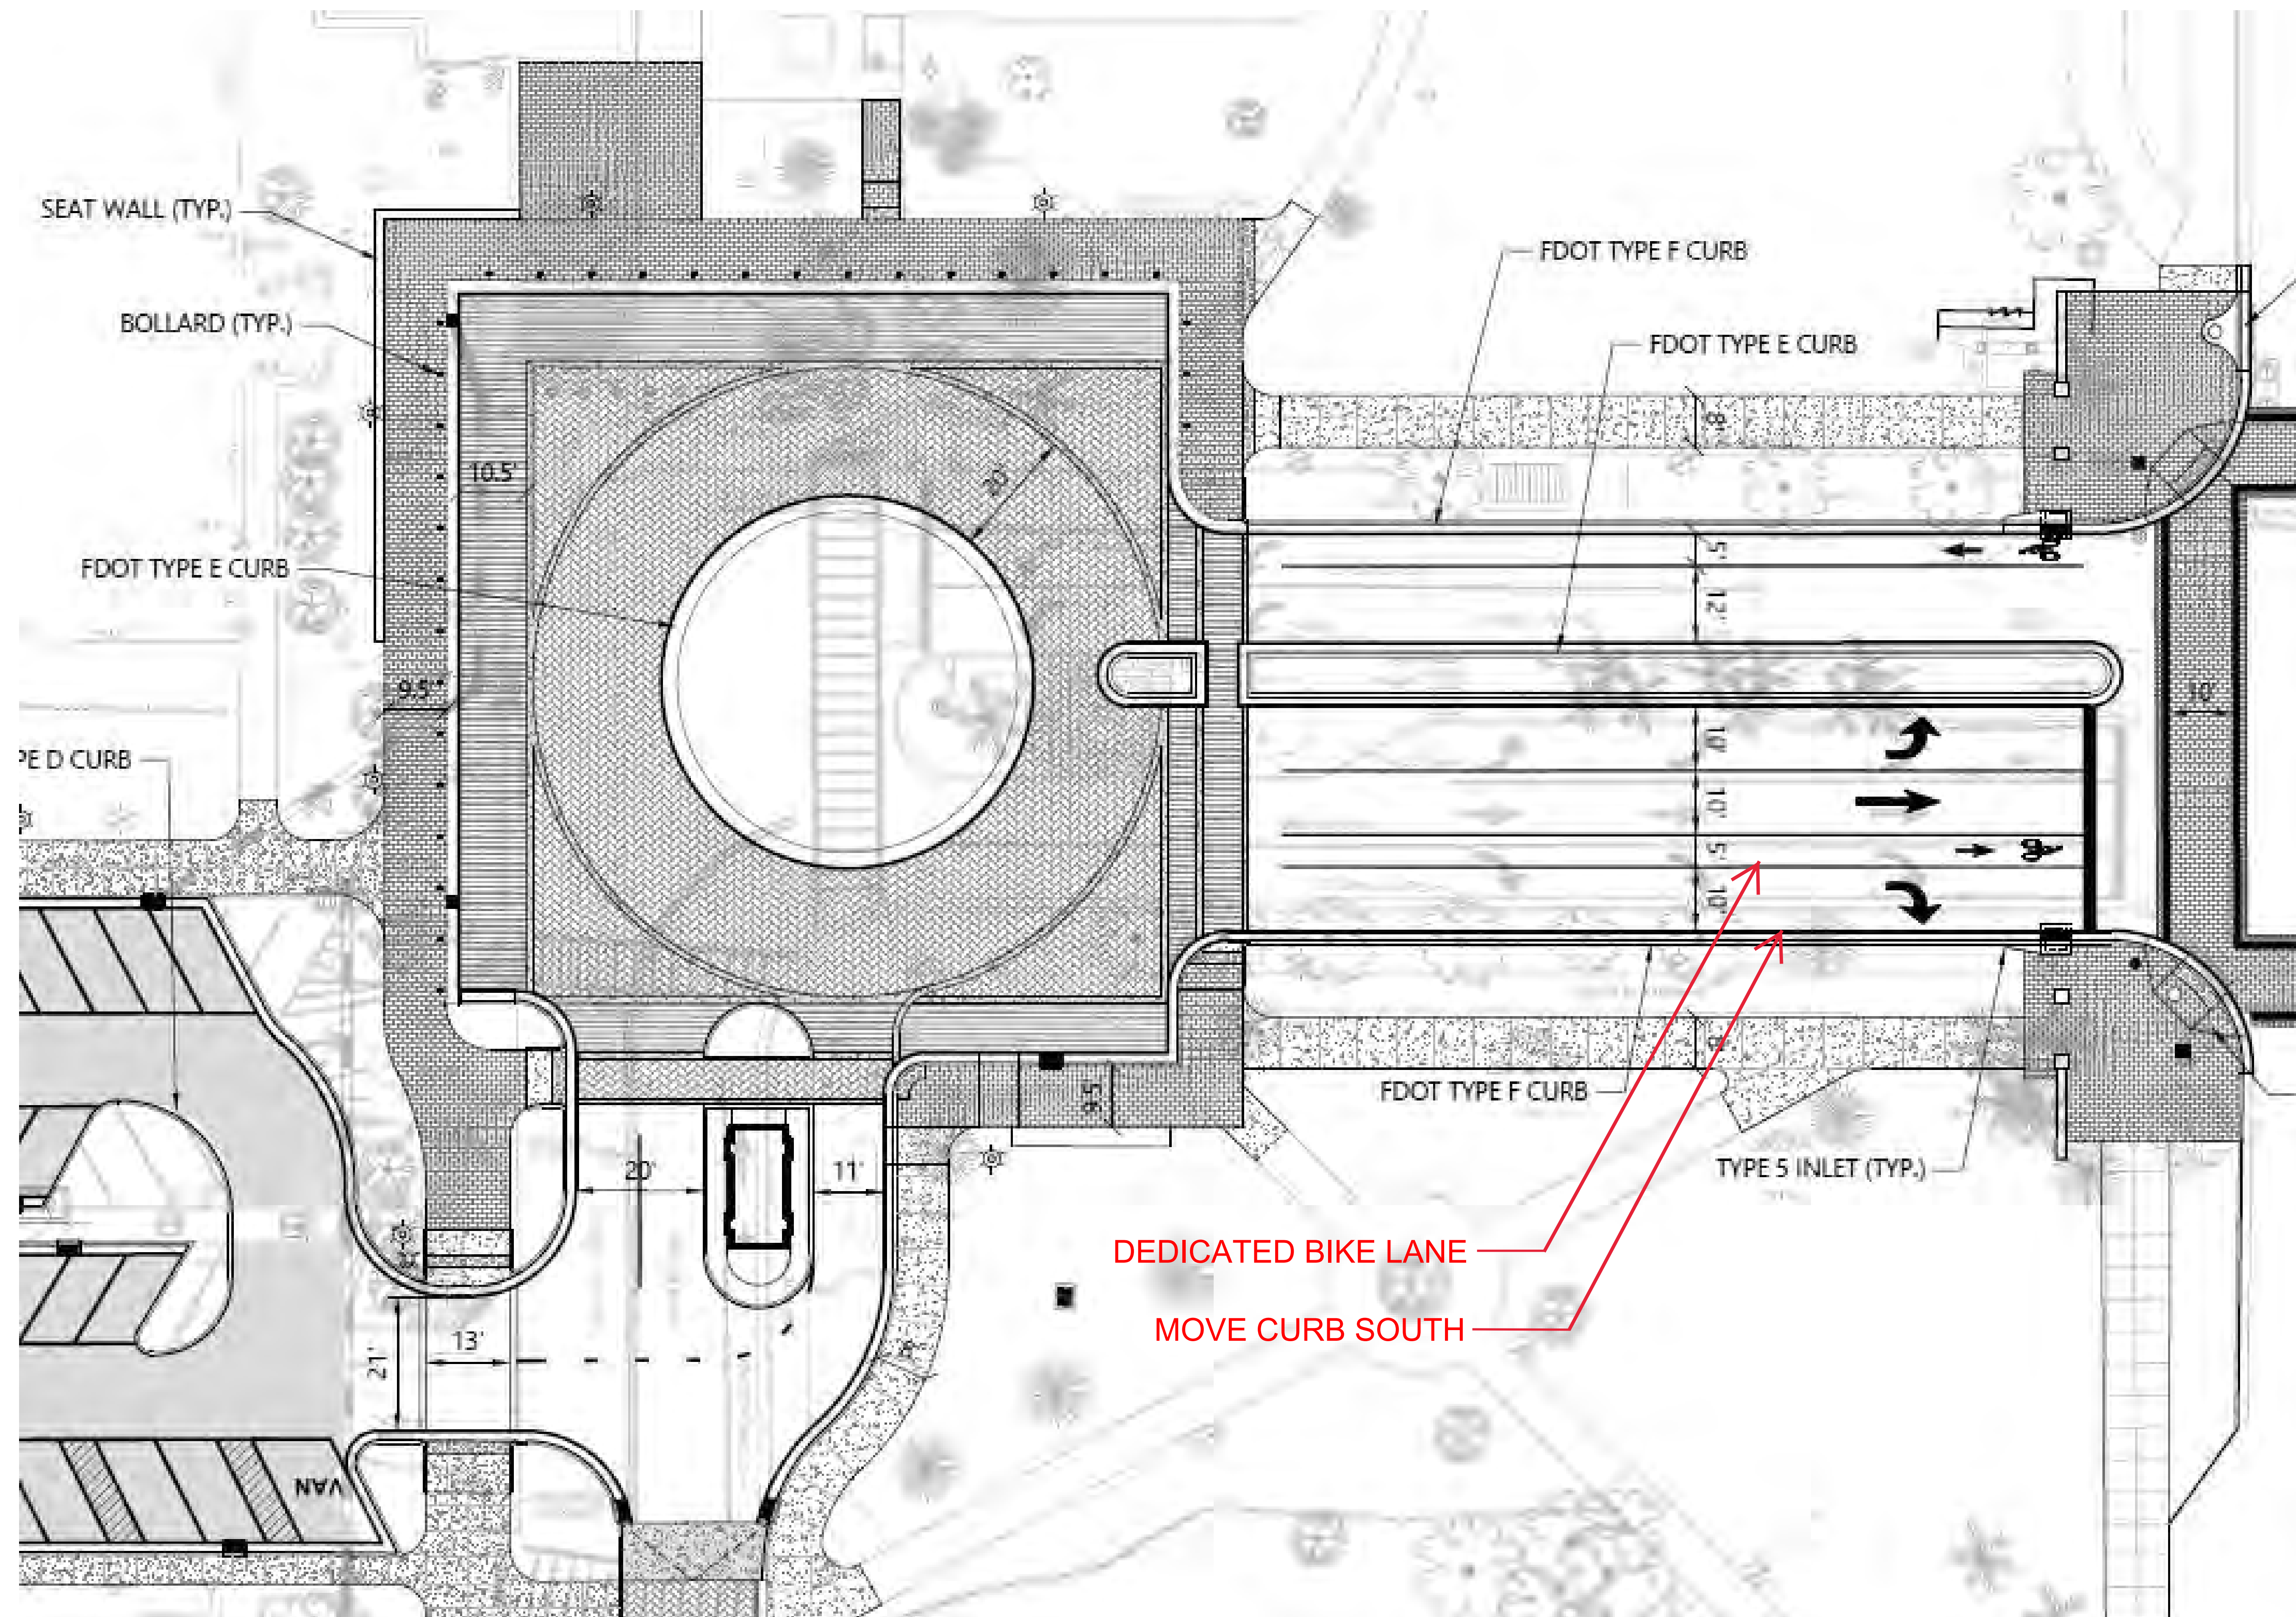 SEAT WALL (TYP.)
FDOT TYPE F CURB
BOLLARD (TYP.)
FDOT TYPE E CURB
8'
10.5'
20'
5'
FDOT TYPE E CURB
12'
9.5'
10'
10'
PE D CURB
10'
5'
10'
8'
FDOT TYPE F CURB
9.5'
TYPE 5 INLET (TYP.)
20'
11'
DEDICATED BIKE LANE
MOVE CURB SOUTH
13'
21'
8'
VAN